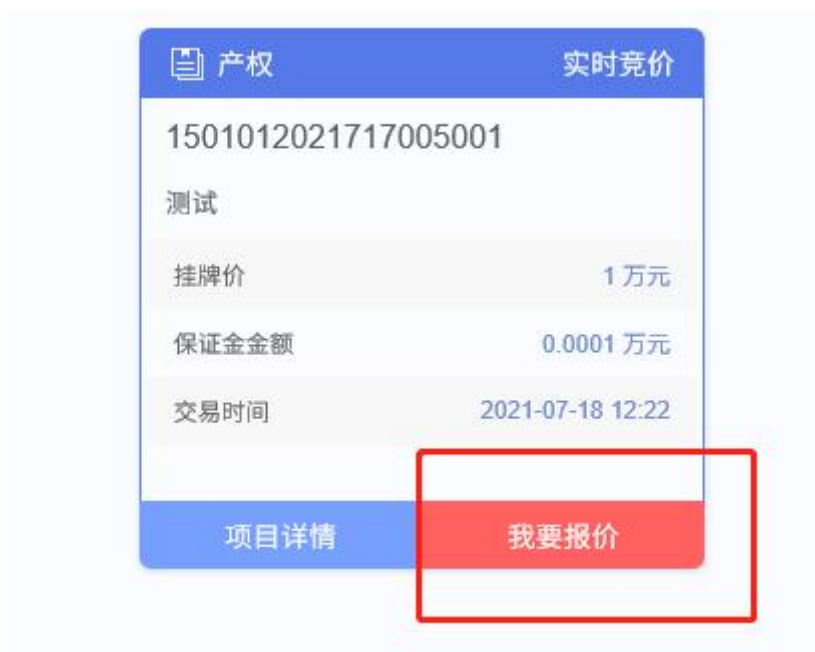 产权 实时竞价
1501012021717005001
测试
挂牌价 1 万元
保证金金额 0.0001 万元
交易时间 2021-07-18 12:22
项目详情 我要报价